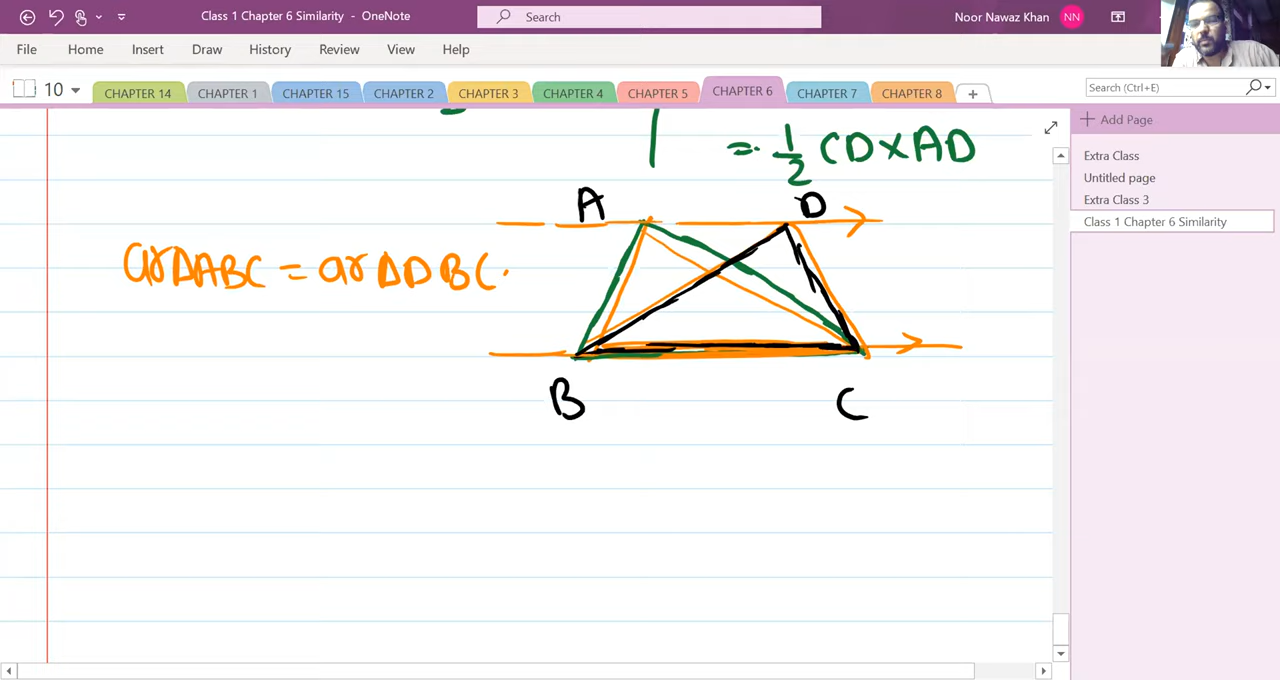 Class 1 Chapter 6 Similarity - OneNote
Search
Noor Nawaz Khan
NN
File Home Insert Draw History Review View Help
10
CHAPTER 14
CHAPTER 1
CHAPTER 15
CHAPTER 2
CHAPTER 3
CHAPTER 4
CHAPTER 5
CHAPTER 6
CHAPTER 7
CHAPTER 8
Search (Ctrl+E)
Add Page
Extra Class
Untitled page
Extra Class 3
Class 1 Chapter 6 Similarity
= 1/2 CD×AD
A D
ar△ABC = ar△DBC.
B C